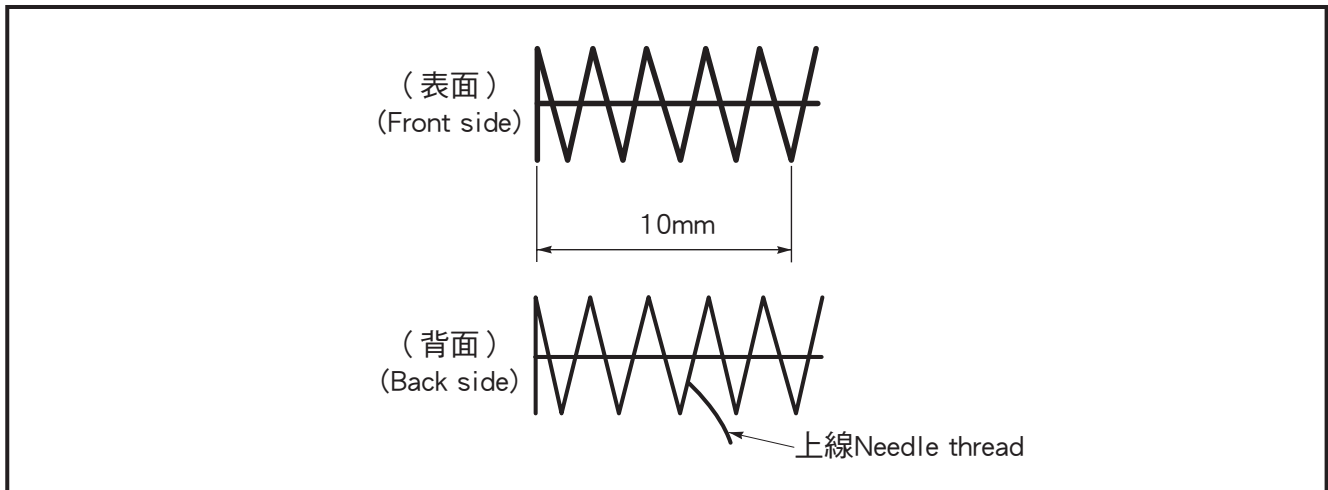 （表面）
(Front side)
10mm
（背面）
(Back side)
上線Needle thread